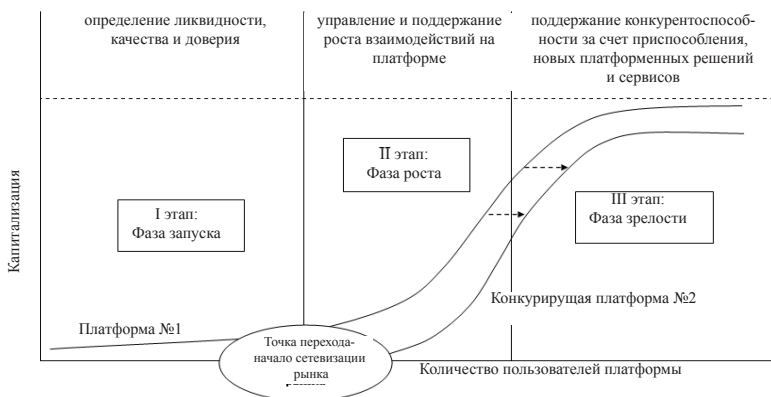 определение ликвидности,
качества и доверия
управление и поддержание
роста взаимодействий на
платформе
поддержание конкурентоспособ-
ности за счет приспособления,
новых платформенных решений
и сервисов
Капитализация
I этап:
Фаза запуска
II этап:
Фаза роста
III этап:
Фаза зрелости
Платформа №1
Конкурирущая платформа №2
Точка перехода-
начало сетевизации
рынка
Количество пользователей платформы